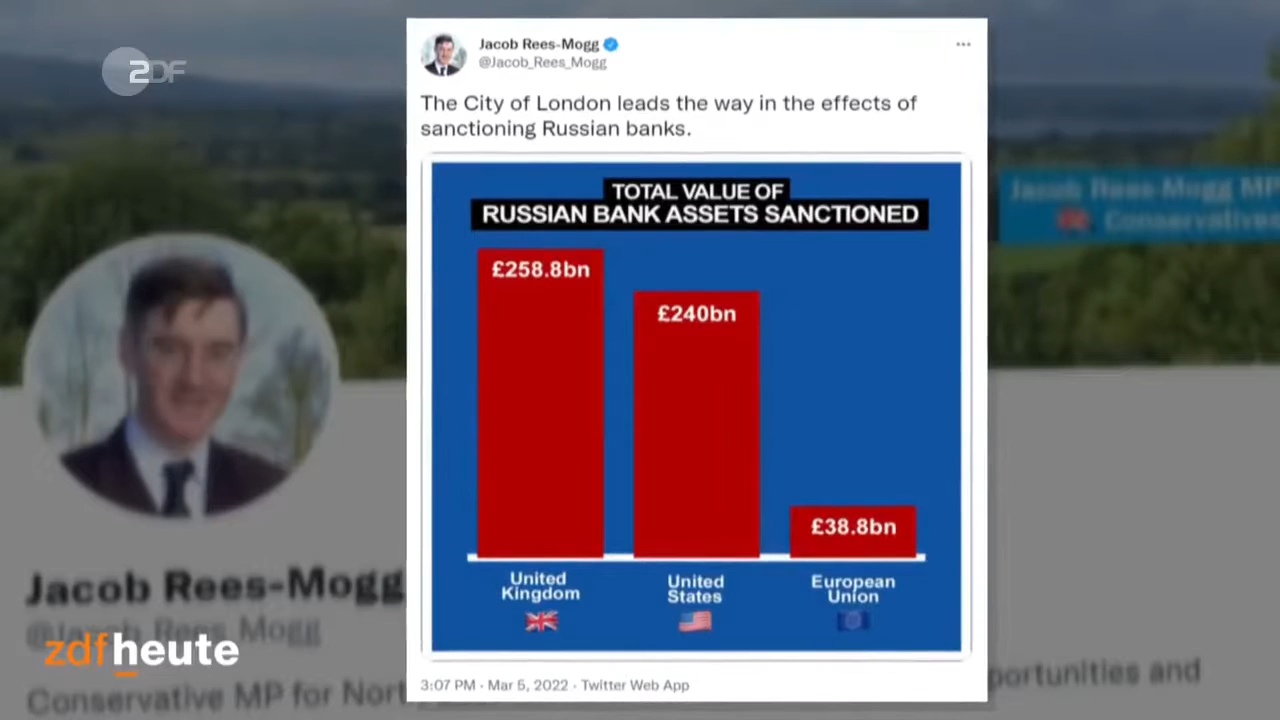 ZDF
Jacob Rees-Mogg
@Jacob_Rees_Mogg
The City of London leads the way in the effects of
sanctioning Russian banks.
TOTAL VALUE OF
RUSSIAN BANK ASSETS SANCTIONED
£258.8bn
£240bn
£38.8bn
United
Kingdom
United
States
European
Union
3:07 PM · Mar 5, 2022 · Twitter Web App
Jacob Rees-Mogg MP
Conservatives
Jacob Rees-Mogg
@Jacob_Rees_Mogg
zdfheute
Conservative MP for Nort
portunities and